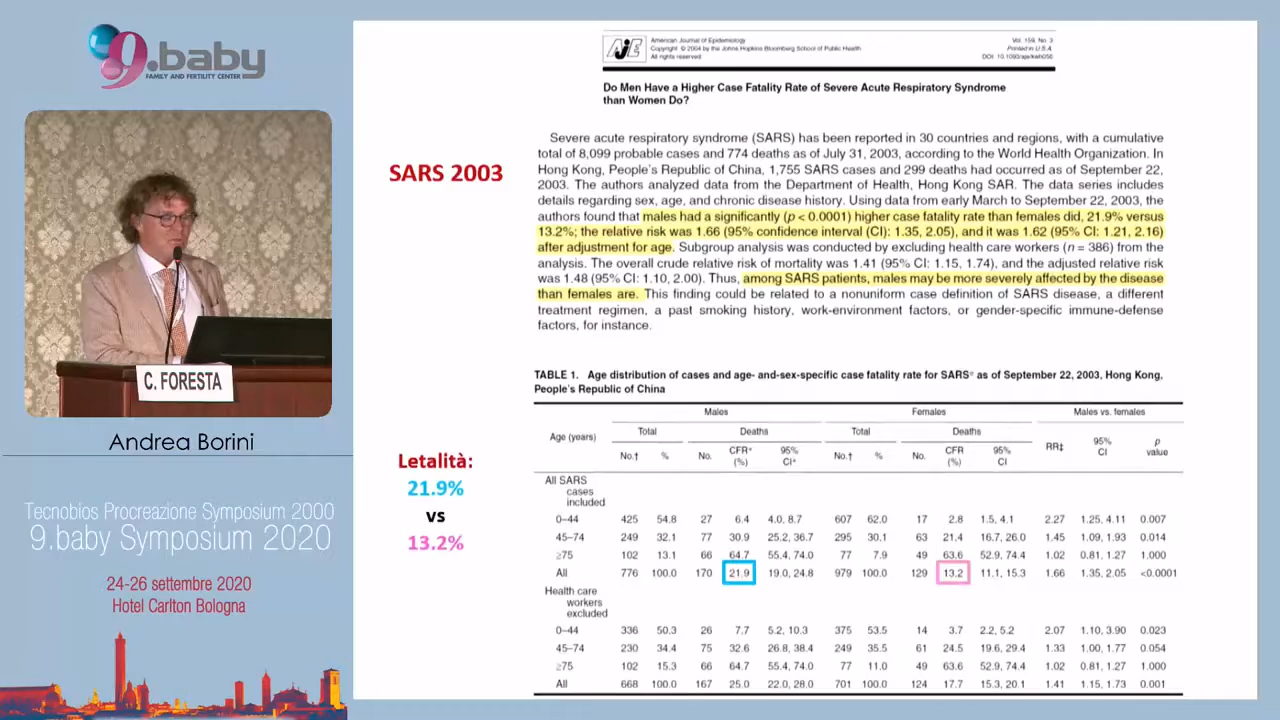 9.baby
FAMILY AND FERTILITY CENTER
C. FORESTA
Andrea Borini
Tecnobios Procreazione Symposium 2000
9.baby Symposium 2020
24-26 settembre 2020
Hotel Carlton Bologna
AJE
American Journal of Epidemiology
Copyright © 2004 by the Johns Hopkins Bloomberg School of Public Health
All rights reserved
Vol. 159, No. 3
Printed in U.S.A.
Do Men Have a Higher Case Fatality Rate of Severe Acute Respiratory Syndrome
than Women Do?
SARS 2003
Severe acute respiratory syndrome (SARS) has been reported in 30 countries and regions, with a cumulative
total of 8,099 probable cases and 774 deaths as of July 31, 2003, according to the World Health Organization. In
Hong Kong, People's Republic of China, 1,755 SARS cases and 299 deaths had occurred as of September 22,
2003. The authors analyzed data from the Department of Health, Hong Kong SAR. The data series includes
details regarding sex, age, and chronic disease history. Using data from early March to September 22, 2003, the
authors found that males had a significantly (p < 0.0001) higher case fatality rate than females did, 21.9% versus
13.2%; the relative risk was 1.66 (95% confidence interval (CI): 1.35, 2.05), and it was 1.62 (95% CI: 1.21, 2.16)
after adjustment for age. Subgroup analysis was conducted by excluding health care workers (n = 386) from the
analysis. The overall crude relative risk of mortality was 1.41 (95% CI: 1.15, 1.74), and the adjusted relative risk
was 1.48 (95% CI: 1.10, 2.00). Thus, among SARS patients, males may be more severely affected by the disease
than females are. This finding could be related to a nonuniform case definition of SARS disease, a different
treatment regimen, a past smoking history, work-environment factors, or gender-specific immune-defense
factors, for instance.
Letalità:
21.9%
vs
13.2%
TABLE 1. Age distribution of cases and age- and-sex-specific case fatality rate for SARS* as of September 22, 2003, Hong Kong,
People's Republic of China
Males Females Males vs. females
Age (years) Total Deaths Total Deaths RR‡ 95% CI p value
No.† % No. CFR* (%) 95% CI* No.† % No. CFR (%) 95% CI
All SARS
cases
included
0–44 425 54.8 27 6.4 4.0, 8.7 607 62.0 17 2.8 1.5, 4.1 2.27 1.25, 4.11 0.007
45–74 249 32.1 77 30.9 25.2, 36.7 295 30.1 63 21.4 16.7, 26.0 1.45 1.09, 1.93 0.014
≥75 102 13.1 66 64.7 55.4, 74.0 77 7.9 49 63.6 52.9, 74.4 1.02 0.81, 1.27 1.000
All 776 100.0 170 21.9 19.0, 24.8 979 100.0 129 13.2 11.1, 15.3 1.66 1.35, 2.05 <0.0001
Health care
workers
excluded
0–44 336 50.3 26 7.7 5.2, 10.3 375 53.5 14 3.7 2.2, 5.2 2.07 1.10, 3.90 0.023
45–74 230 34.4 75 32.6 26.8, 38.4 249 35.5 61 24.5 19.6, 29.4 1.33 1.00, 1.77 0.054
≥75 102 15.3 66 64.7 55.4, 74.0 77 11.0 49 63.6 52.9, 74.4 1.02 0.81, 1.27 1.000
All 668 100.0 167 25.0 22.0, 28.0 701 100.0 124 17.7 15.3, 20.1 1.41 1.15, 1.73 0.001